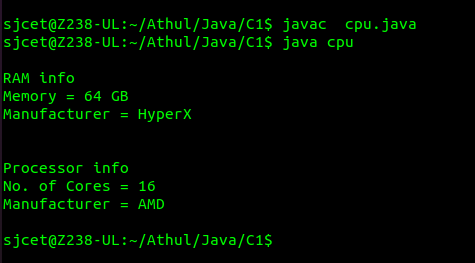 sjcet@Z238-UL:~/Athul/Java/C1$ javac  cpu.java
sjcet@Z238-UL:~/Athul/Java/C1$ java cpu
RAM info
Memory = 64 GB
Manufacturer = HyperX
Processor info
No. of Cores = 16
Manufacturer = AMD
sjcet@Z238-UL:~/Athul/Java/C1$